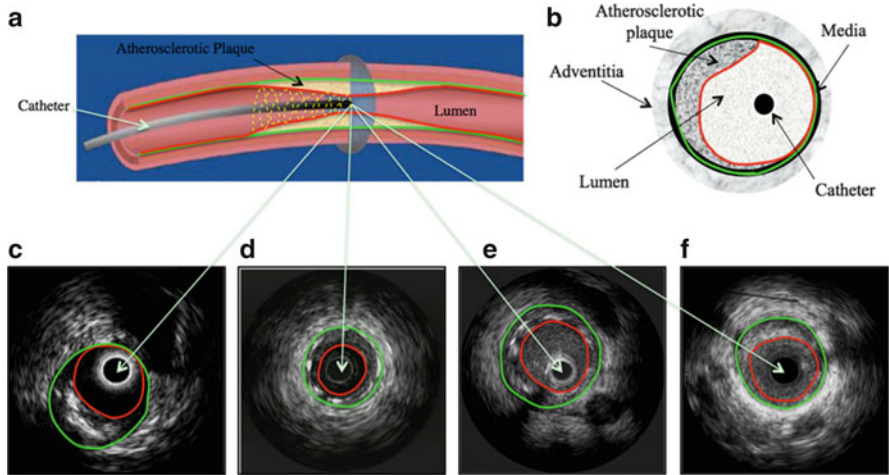 a
Atherosclerotic Plaque
Catheter
Lumen
b
Atherosclerotic
plaque
Media
Adventitia
Lumen
Catheter
c
d
e
f